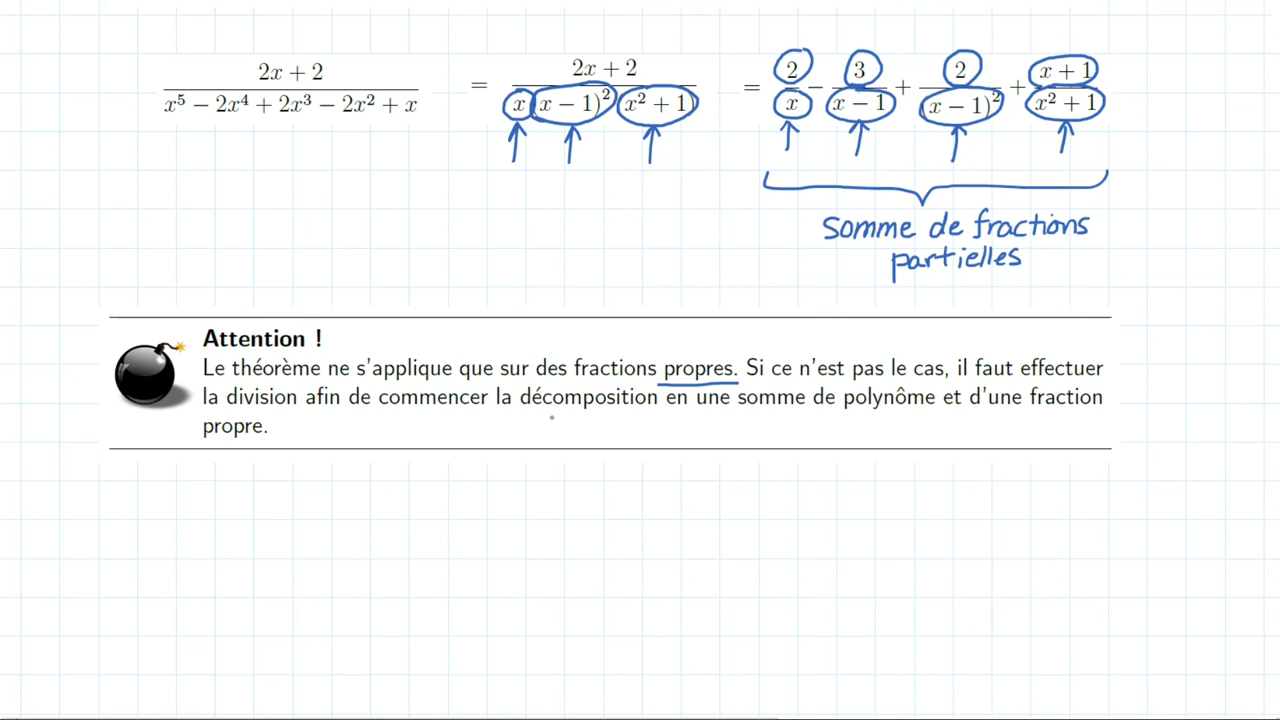 2x + 2 / x⁵ − 2x⁴ + 2x³ − 2x² + x = 2x + 2 / x(x − 1)²(x² + 1) = 2/x − 3/x − 1 + 2/(x − 1)² + x + 1/x² + 1
Somme de fractions
partielles
Attention !
Le théorème ne s'applique que sur des fractions propres. Si ce n'est pas le cas, il faut effectuer
la division afin de commencer la décomposition en une somme de polynôme et d'une fraction
propre.